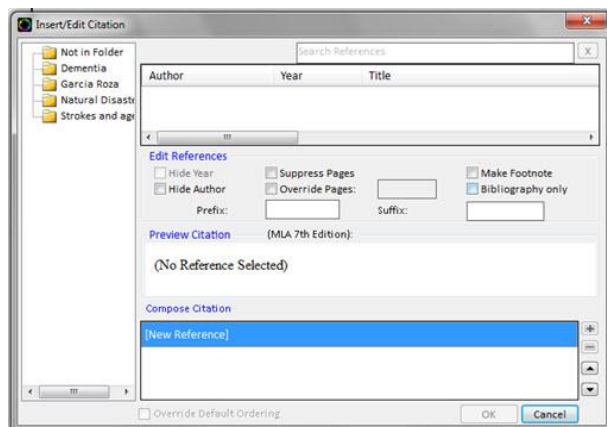 Insert/Edit Citation
Not in Folder
Dementia
Garcia Roza
Natural Disaste
Strokes and age
Search References
X
Author Year Title
Edit References
Hide Year Suppress Pages Make Footnote
Hide Author Override Pages: Bibliography only
Prefix: Suffix:
Preview Citation (MLA 7th Edition):
(No Reference Selected)
Compose Citation
[New Reference]
Override Default Ordering
OK Cancel